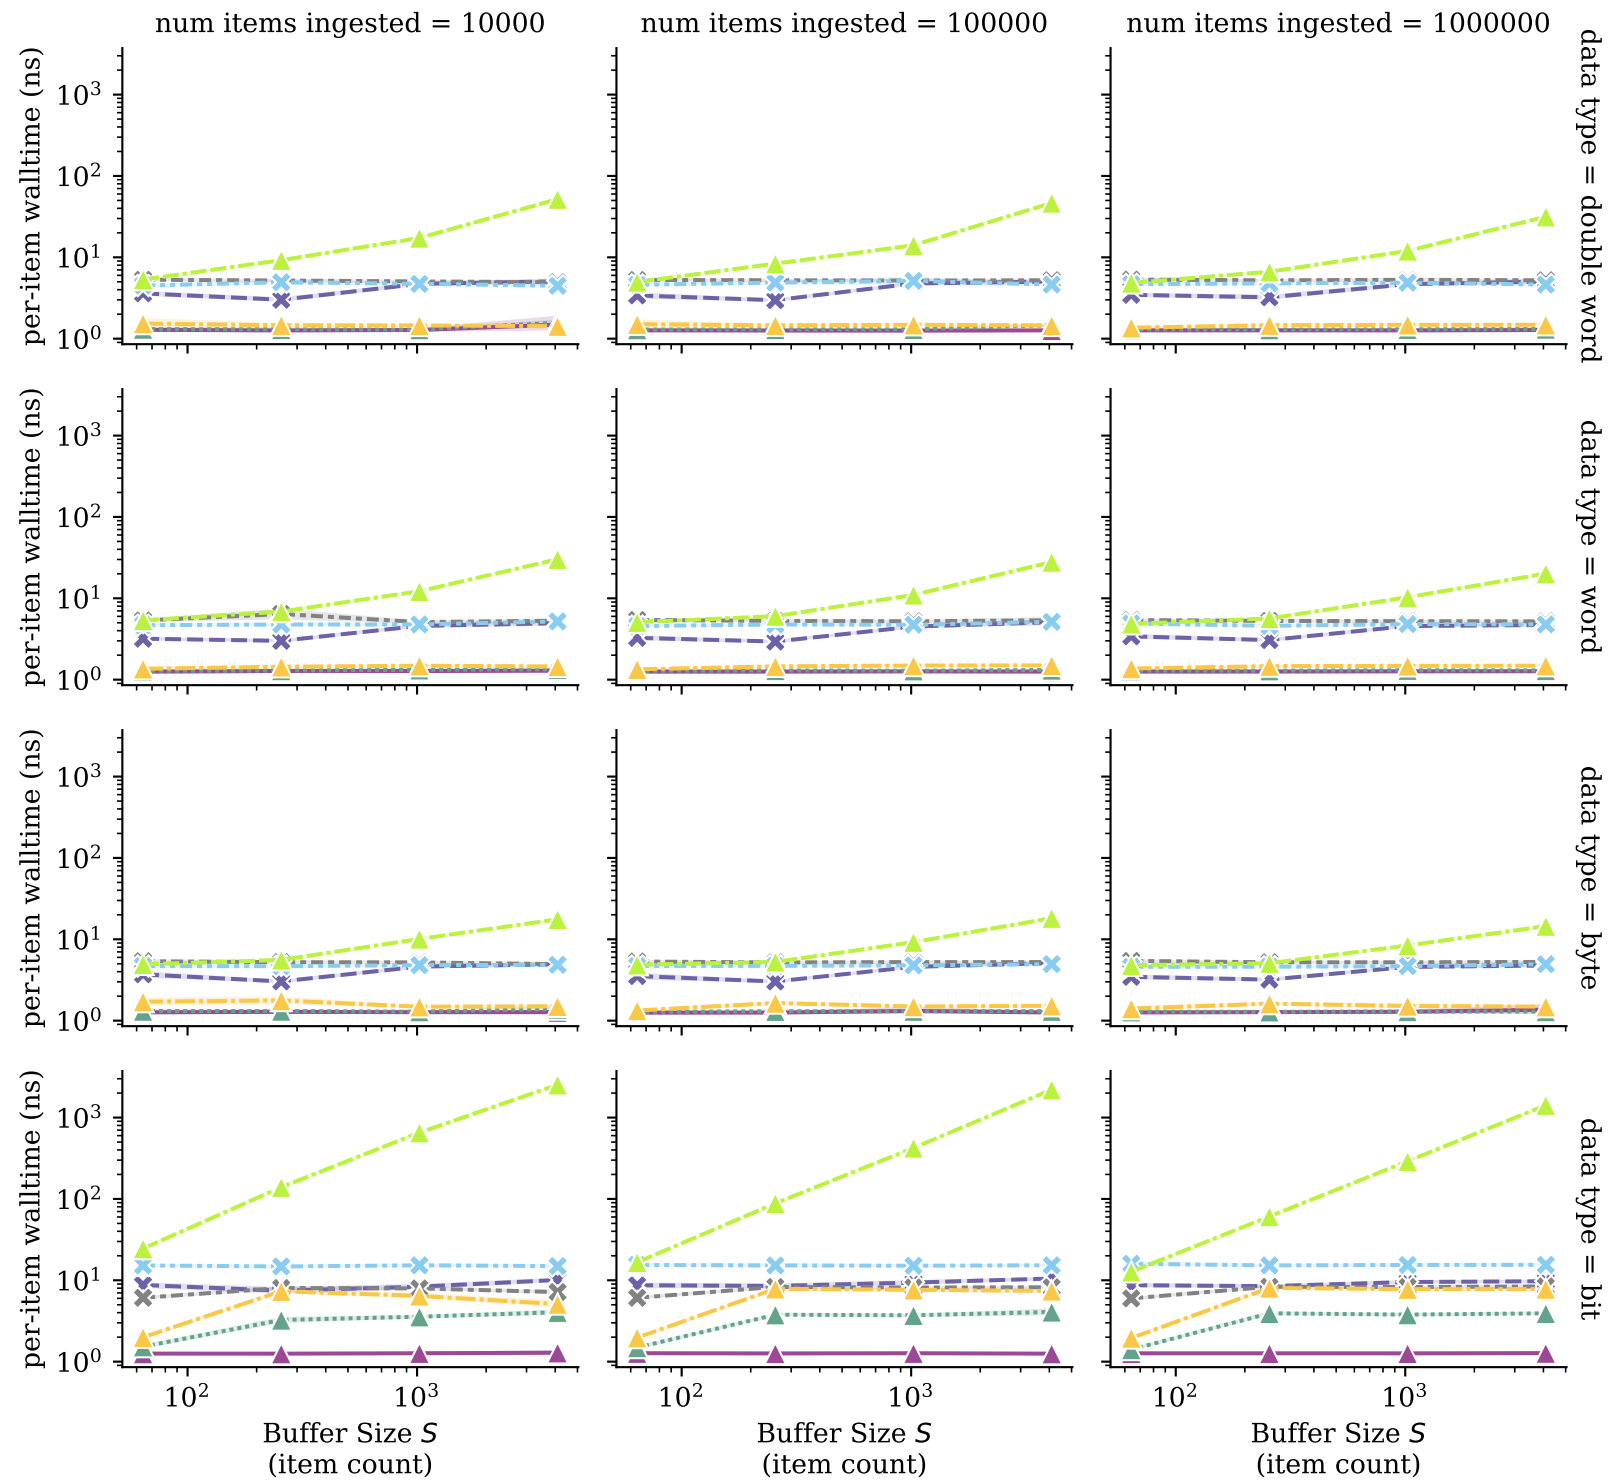 num items ingested = 10000
num items ingested = 100000
num items ingested = 1000000
per-item walltime (ns)
10³
10²
10¹
10⁰
data type = double word
per-item walltime (ns)
10³
10²
10¹
10⁰
data type = word
per-item walltime (ns)
10³
10²
10¹
10⁰
data type = byte
per-item walltime (ns)
10³
10²
10¹
10⁰
data type = bit
10² 10³
10² 10³
10² 10³
Buffer Size S
(item count)
Buffer Size S
(item count)
Buffer Size S
(item count)